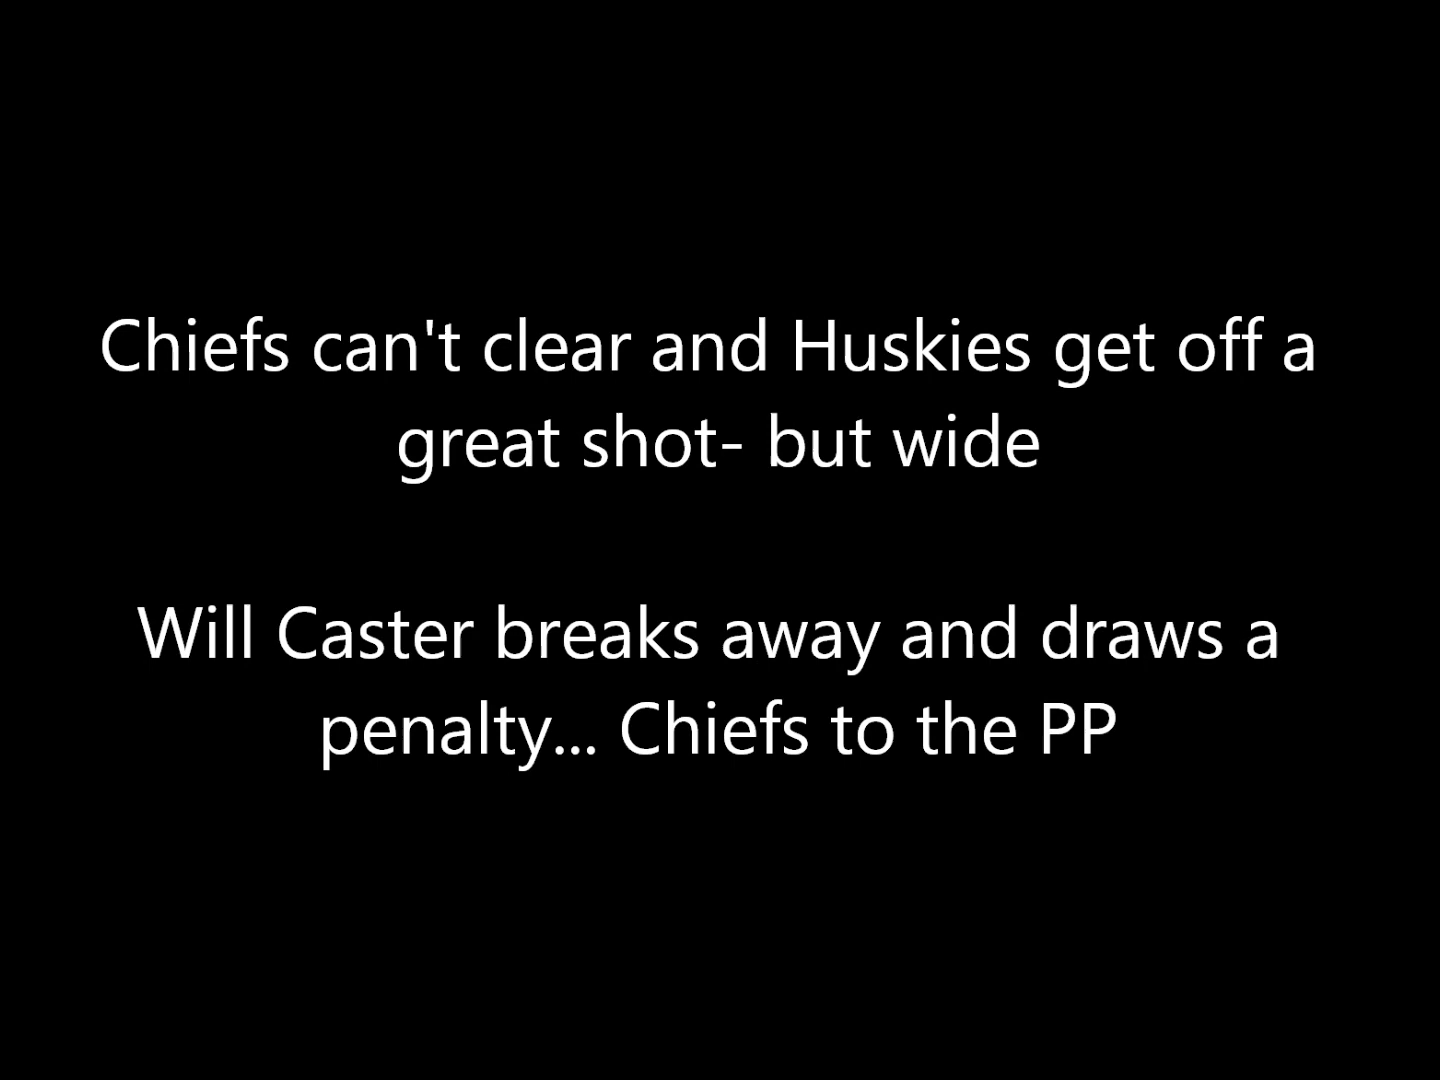 Chiefs can't clear and Huskies get off a
great shot- but wide
Will Caster breaks away and draws a
penalty... Chiefs to the PP